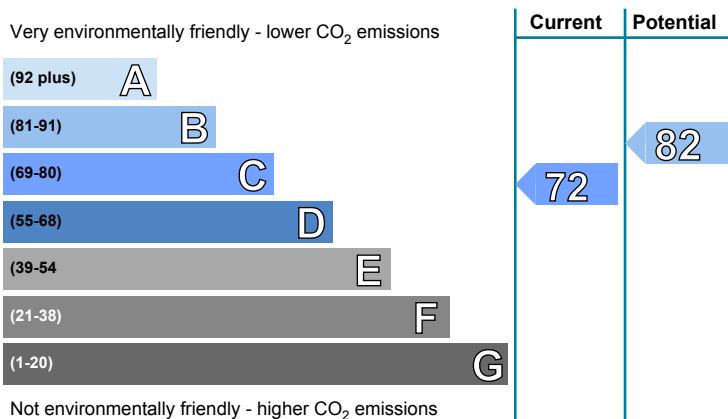 Current Potential
Very environmentally friendly - lower CO2 emissions
(92 plus) A
(81-91) B
82
(69-80) C
72
(55-68) D
(39-54 E
(21-38) F
(1-20) G
Not environmentally friendly - higher CO2 emissions